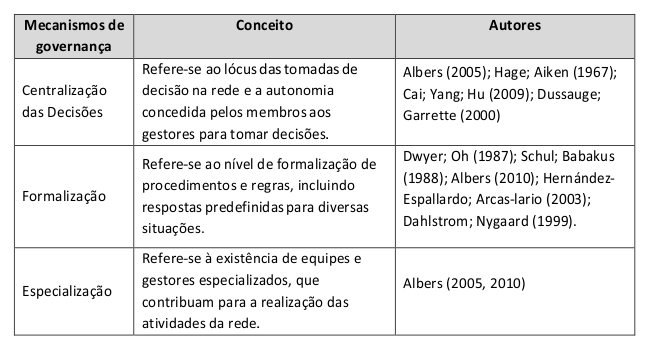 Mecanismos de
governança
Conceito
Autores
Centralização
das Decisões
Refere-se ao lócus das tomadas de
decisão na rede e a autonomia
concedida pelos membros aos
gestores para tomar decisões.
Albers (2005); Hage; Aiken (1967);
Cai; Yang; Hu (2009); Dussauge;
Garrette (2000)
Formalização
Refere-se ao nível de formalização de
procedimentos e regras, incluindo
respostas predefinidas para diversas
situações.
Dwyer; Oh (1987); Schul; Babakus
(1988); Albers (2010); Hernández-
Espallardo; Arcas-lario (2003);
Dahlstrom; Nygaard (1999).
Especialização
Refere-se à existência de equipes e
gestores especializados, que
contribuam para a realização das
atividades da rede.
Albers (2005, 2010)